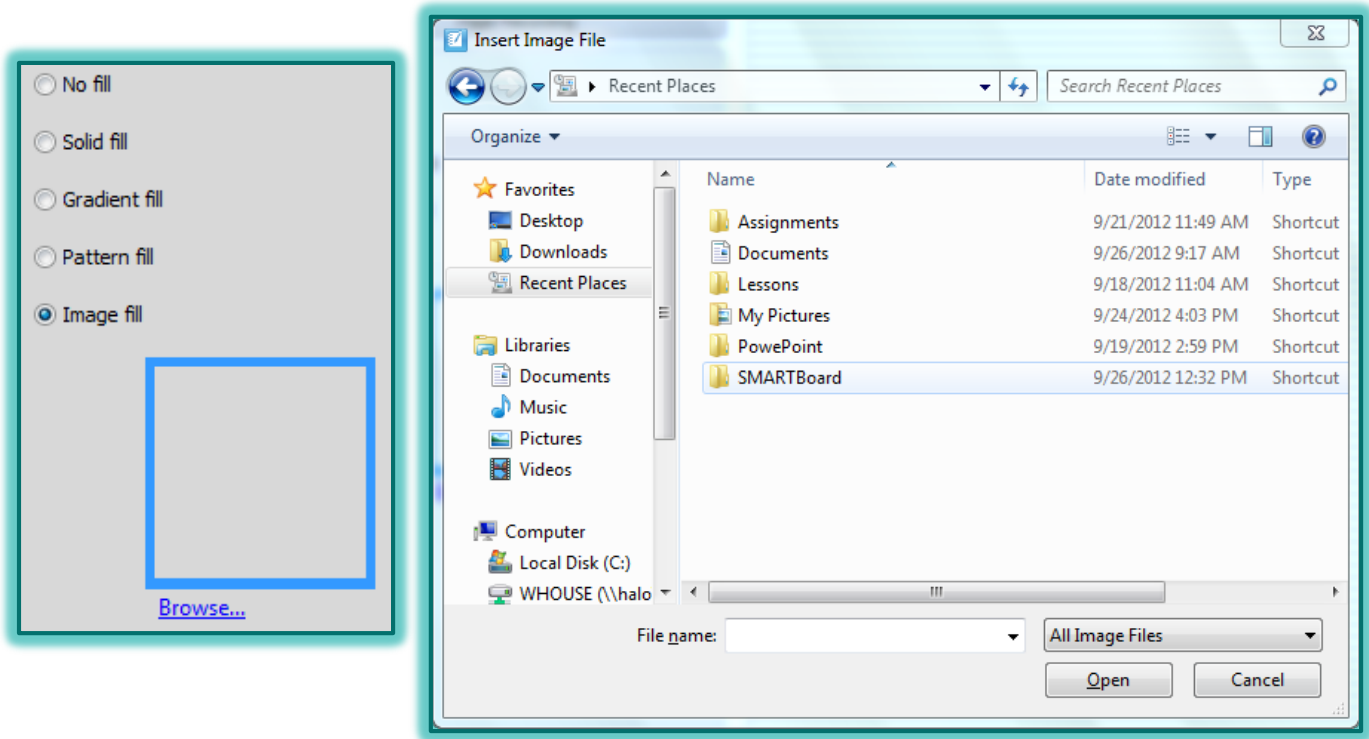 No fill
Solid fill
Gradient fill
Pattern fill
Image fill
Browse...
Insert Image File
Recent Places
Search Recent Places
Organize
Favorites
Desktop
Downloads
Recent Places
Libraries
Documents
Music
Pictures
Videos
Computer
Local Disk (C:)
WHOUSE (\\halo
Name Date modified Type
Assignments 9/21/2012 11:49 AM Shortcut
Documents 9/26/2012 9:17 AM Shortcut
Lessons 9/18/2012 11:04 AM Shortcut
My Pictures 9/24/2012 4:03 PM Shortcut
PowePoint 9/19/2012 2:59 PM Shortcut
SMARTBoard 9/26/2012 12:32 PM Shortcut
File name: All Image Files
Open Cancel